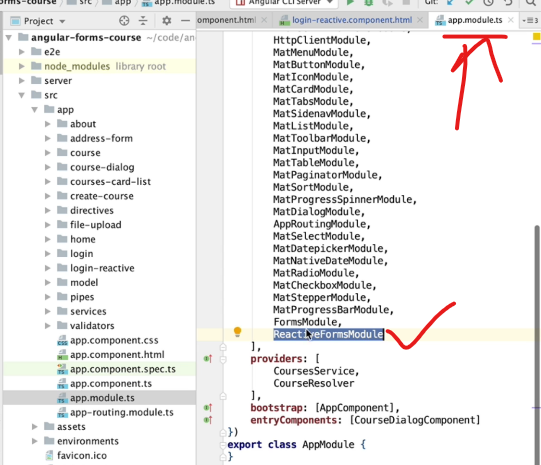 orms-course src app app.module.ts Angular CLI Server Git:
Project omponent.html login-reactive.component.html app.module.ts
angular-forms-course ~/code/an
e2e
node_modules library root
server
src
app
about
address-form
course
course-dialog
courses-card-list
create-course
directives
file-upload
home
login
login-reactive
model
pipes
services
validators
app.component.css
app.component.html
app.component.spec.ts
app.component.ts
app.module.ts
app-routing.module.ts
assets
environments
favicon.ico
HttpClientModule,
MatMenuModule,
MatButtonModule,
MatIconModule,
MatCardModule,
MatTabsModule,
MatSidenavModule,
MatListModule,
MatToolbarModule,
MatInputModule,
MatTableModule,
MatPaginatorModule,
MatSortModule,
MatProgressSpinnerModule,
MatDialogModule,
AppRoutingModule,
MatSelectModule,
MatDatepickerModule,
MatNativeDateModule,
MatRadioModule,
MatCheckboxModule,
MatStepperModule,
MatProgressBarModule,
FormsModule,
ReactiveFormsModule
],
providers: [
CoursesService,
CourseResolver
],
bootstrap: [AppComponent],
entryComponents: [CourseDialogComponent]
})
export class AppModule {
}